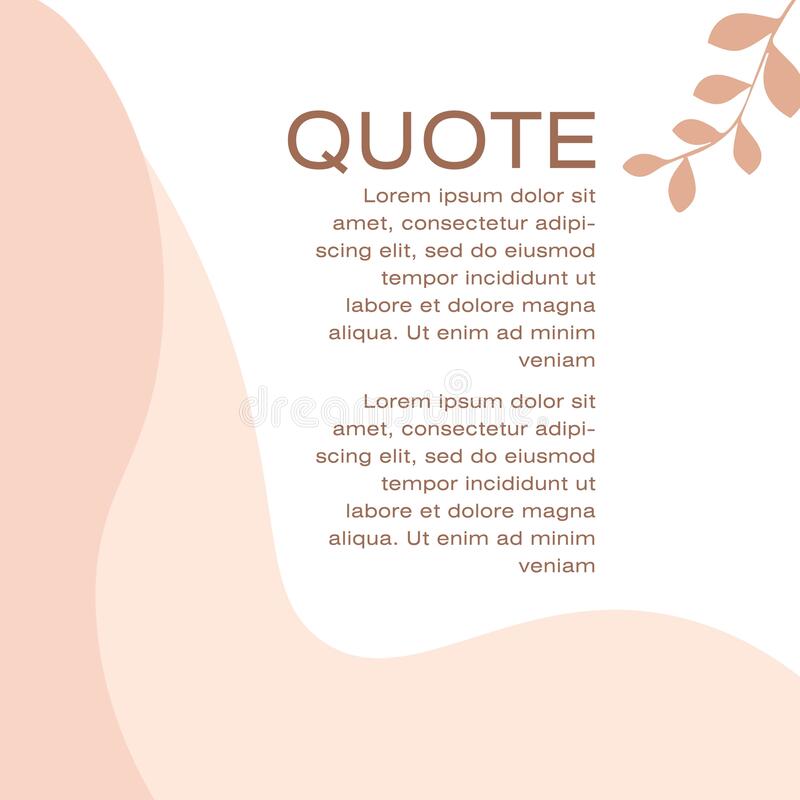 QUOTE
Lorem ipsum dolor sit
amet, consectetur adipi-
scing elit, sed do eiusmod
tempor incididunt ut
labore et dolore magna
aliqua. Ut enim ad minim
veniam
Lorem ipsum dolor sit
amet, consectetur adipi-
scing elit, sed do eiusmod
tempor incididunt ut
labore et dolore magna
aliqua. Ut enim ad minim
veniam
dreamstime.